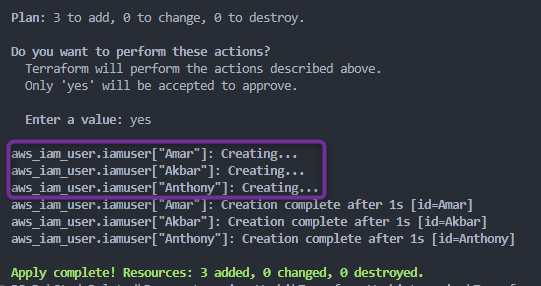 Plan: 3 to add, 0 to change, 0 to destroy.
Do you want to perform these actions?
Terraform will perform the actions described above.
Only 'yes' will be accepted to approve.
Enter a value: yes
aws_iam_user.iamuser["Amar"]: Creating...
aws_iam_user.iamuser["Akbar"]: Creating...
aws_iam_user.iamuser["Anthony"]: Creating...
aws_iam_user.iamuser["Amar"]: Creation complete after 1s [id=Amar]
aws_iam_user.iamuser["Akbar"]: Creation complete after 1s [id=Akbar]
aws_iam_user.iamuser["Anthony"]: Creation complete after 1s [id=Anthony]
Apply complete! Resources: 3 added, 0 changed, 0 destroyed.